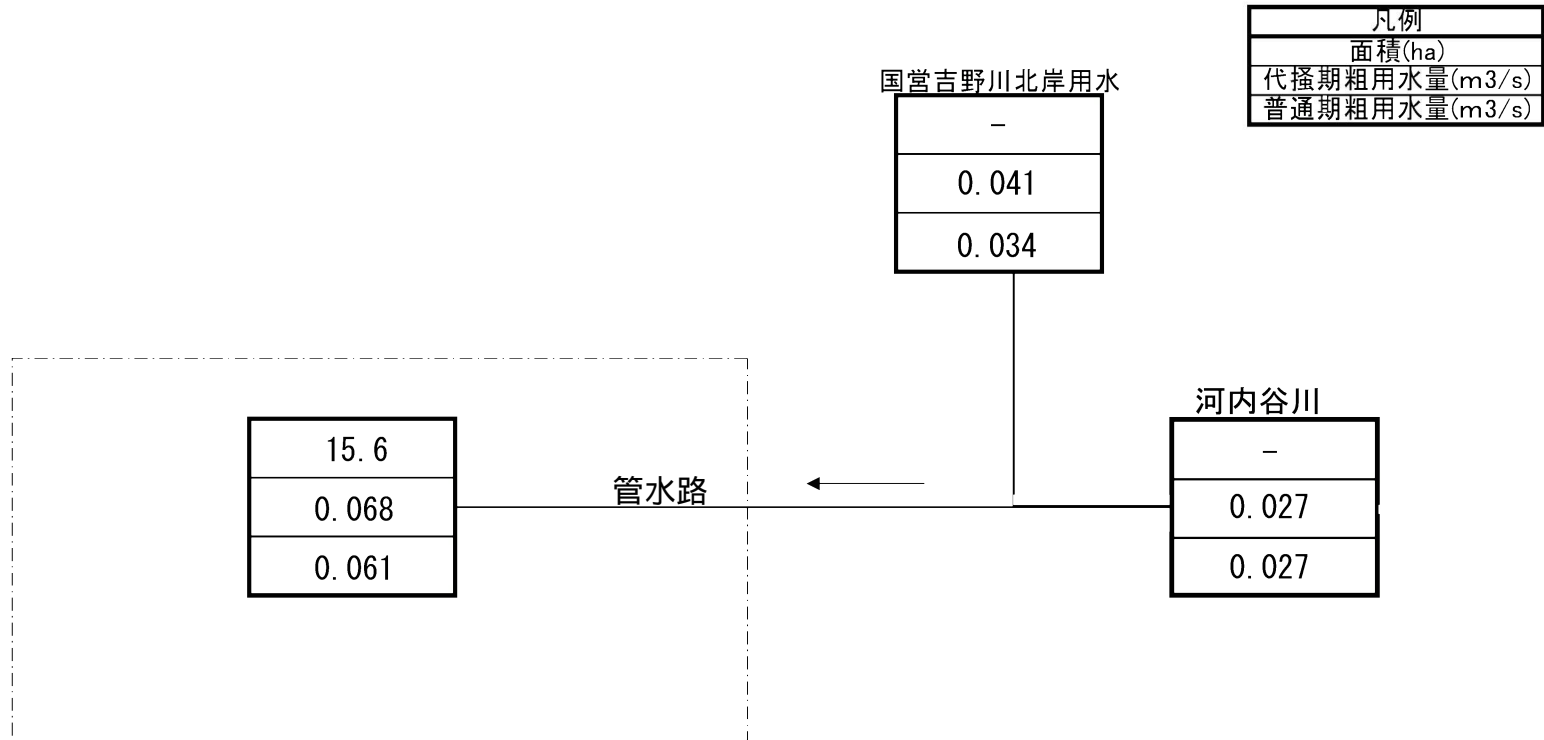 凡例
面積(ha)
代掻期粗用水量(m3/s)
普通期粗用水量(m3/s)
国営吉野川北岸用水
-
0.041
0.034
河内谷川
-
0.027
0.027
管水路
15.6
0.068
0.061